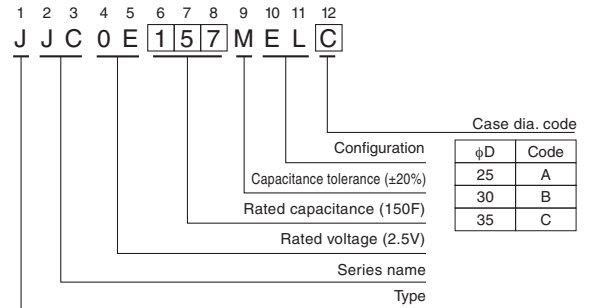 1 2 3 4 5 6 7 8 9 10 11 12
J J C 0 E 1 5 7 M E L C
Case dia. code
Configuration
Capacitance tolerance (±20%)
Rated capacitance (150F)
Rated voltage (2.5V)
Series name
Type
φD Code
25 A
30 B
35 C